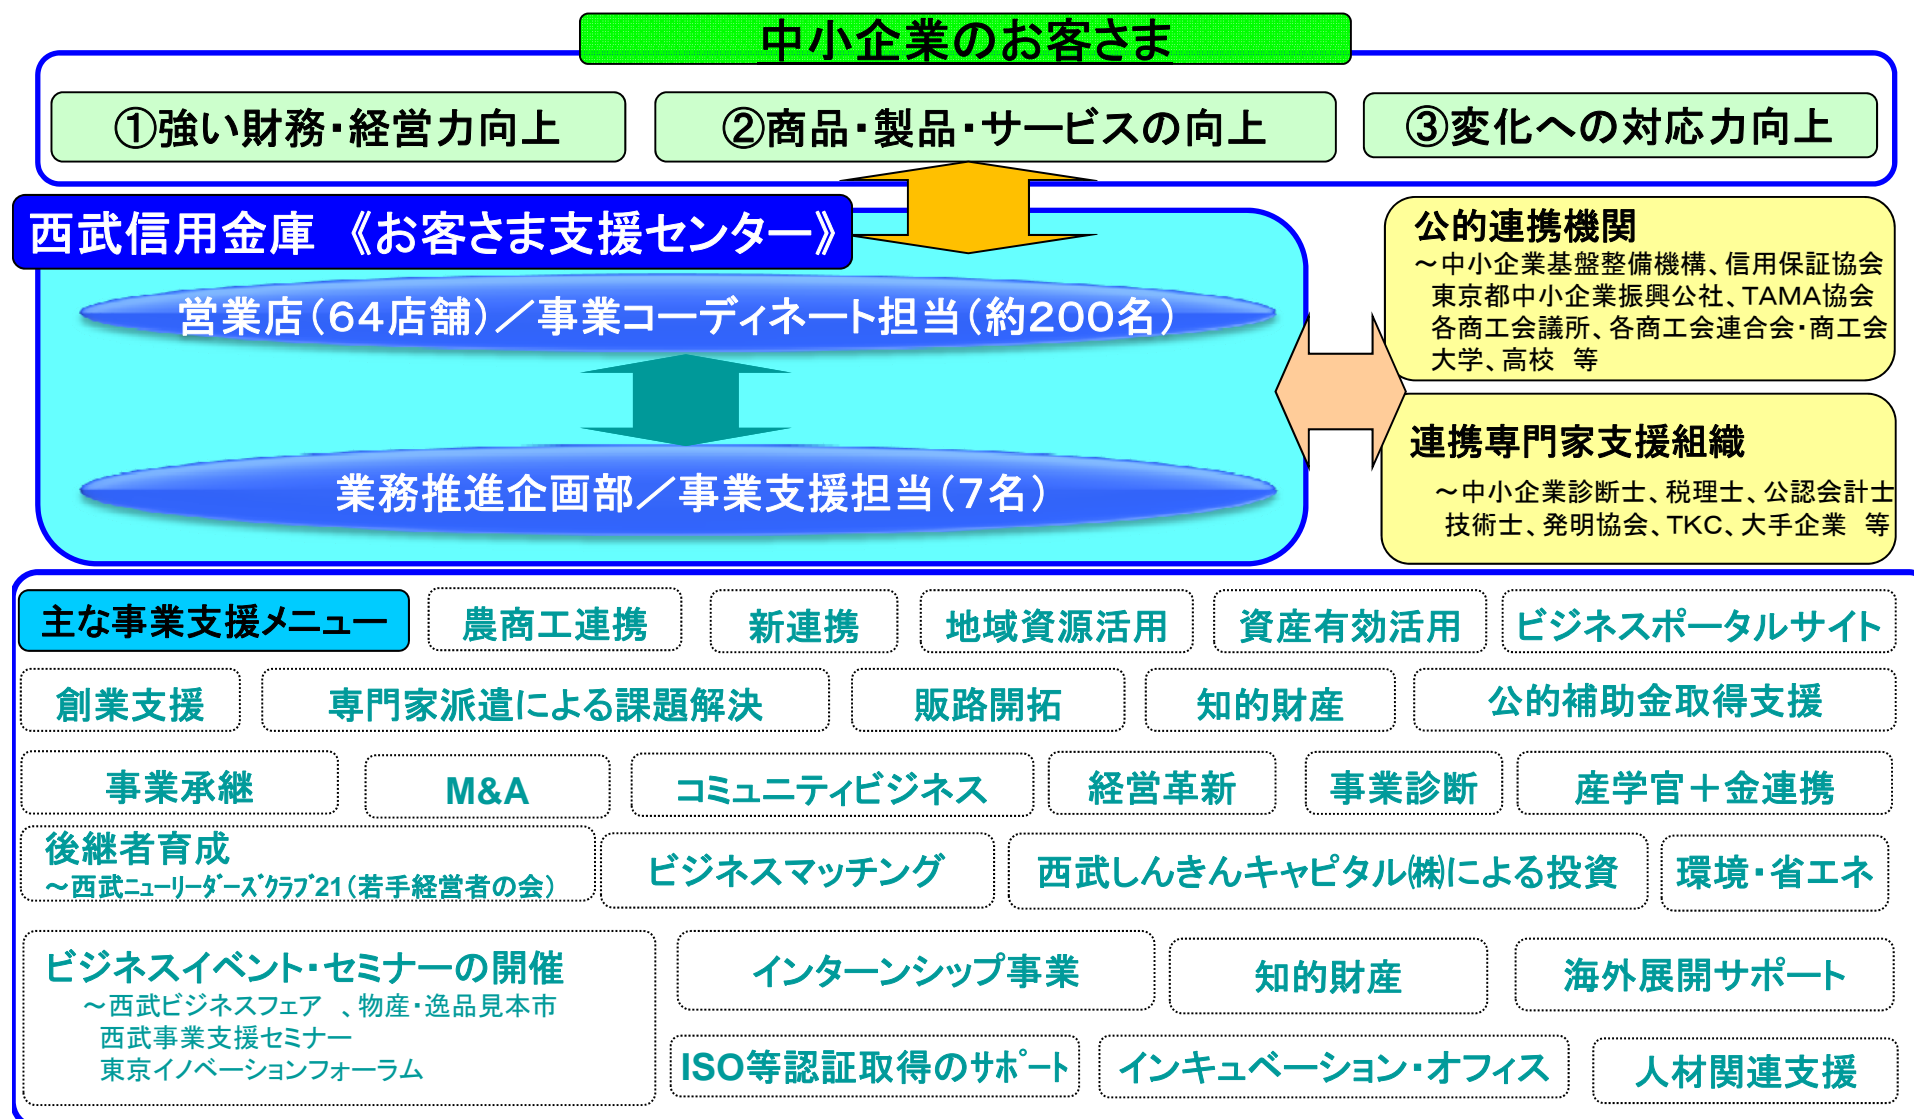 中小企業のお客さま
①強い財務・経営力向上
②商品・製品・サービスの向上
③変化への対応力向上
西武信用金庫 《お客さま支援センター》
営業店（６４店舗）／事業コーディネート担当（約２００名）
業務推進企画部／事業支援担当（７名）
公的連携機関
～中小企業基盤整備機構、信用保証協会
東京都中小企業振興公社、TAMA協会
各商工会議所、各商工会連合会・商工会
大学、高校 等
連携専門家支援組織
～中小企業診断士、税理士、公認会計士
技術士、発明協会、TKC、大手企業 等
主な事業支援メニュー
農商工連携
新連携
地域資源活用
資産有効活用
ビジネスポータルサイト
創業支援
専門家派遣による課題解決
販路開拓
知的財産
公的補助金取得支援
事業承継
M&A
コミュニティビジネス
経営革新
事業診断
産学官＋金連携
後継者育成
～西武ﾆｭｰﾘｰﾀﾞｰｽﾞｸﾗﾌﾞ21（若手経営者の会）
ビジネスマッチング
西武しんきんキャピタル㈱による投資
環境・省エネ
ビジネスイベント・セミナーの開催
～西武ビジネスフェア 、物産・逸品見本市
西武事業支援セミナー
東京イノベーションフォーラム
インターンシップ事業
知的財産
海外展開サポート
ISO等認証取得のｻﾎﾟｰﾄ
インキュベーション・オフィス
人材関連支援